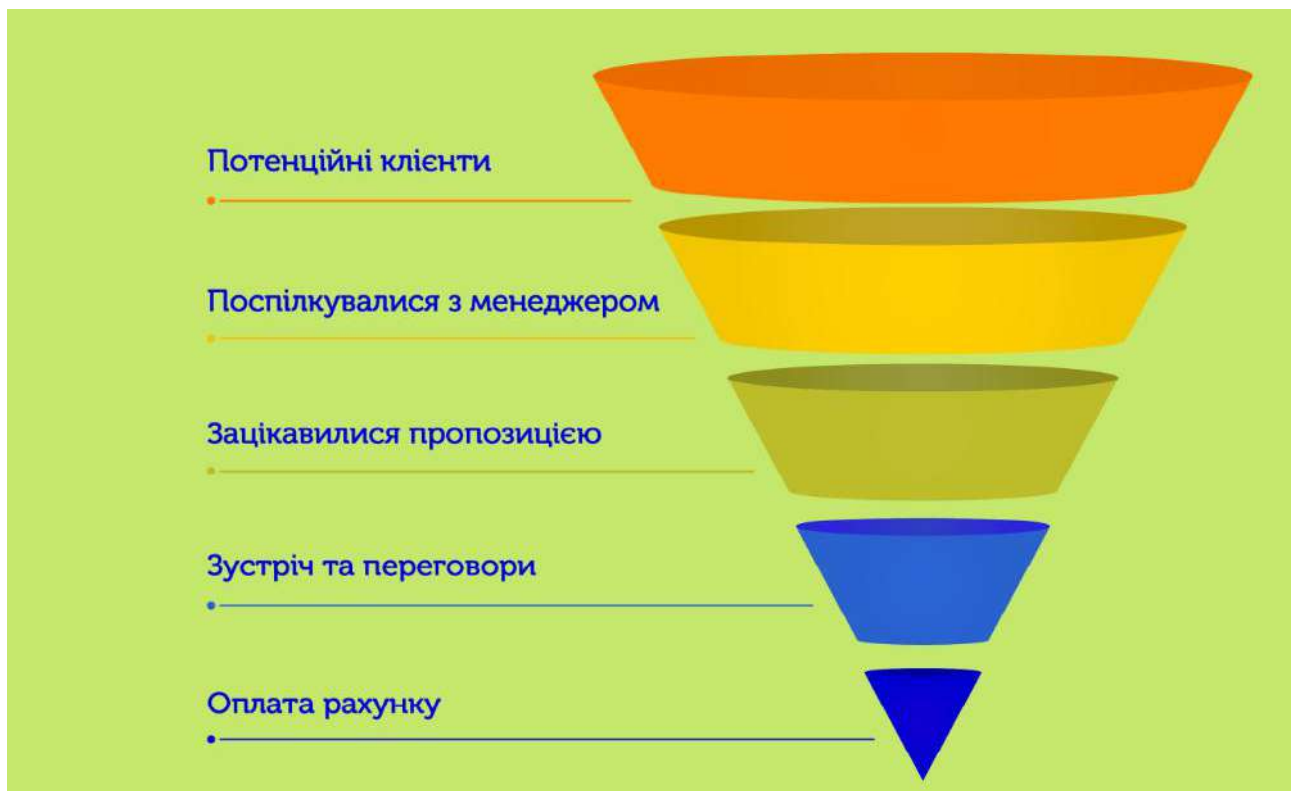 Потенційні клієнти
Поспілкувалися з менеджером
Зацікавилися пропозицією
Зустріч та переговори
Оплата рахунку